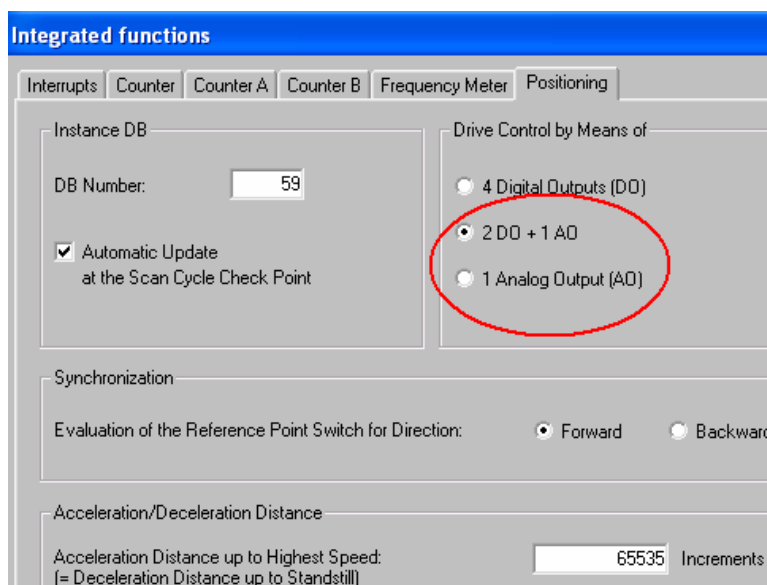 Integrated functions
Interrupts Counter Counter A Counter B Frequency Meter Positioning
Instance DB
DB Number: 59
Automatic Update
at the Scan Cycle Check Point
Drive Control by Means of
4 Digital Outputs (DO)
2 DO + 1 AO
1 Analog Output (AO)
Synchronization
Evaluation of the Reference Point Switch for Direction: Forward Backward
Acceleration/Deceleration Distance
Acceleration Distance up to Highest Speed: 65535 Increments
(= Deceleration Distance up to Standstill)